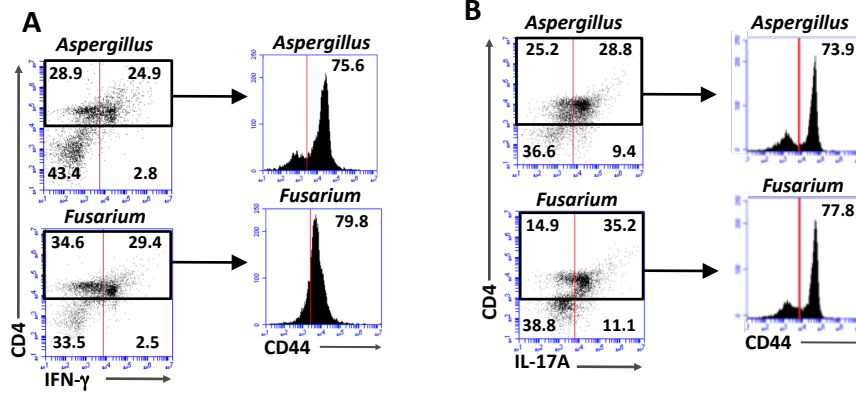 A
Aspergillus
28.9 24.9
43.4 2.8
Aspergillus
75.6
Fusarium
34.6 29.4
33.5 2.5
Fusarium
79.8
CD4
IFN-γ
CD44
B
Aspergillus
25.2 28.8
36.6 9.4
Aspergillus
73.9
Fusarium
14.9 35.2
38.8 11.1
Fusarium
77.8
CD4
IL-17A
CD44